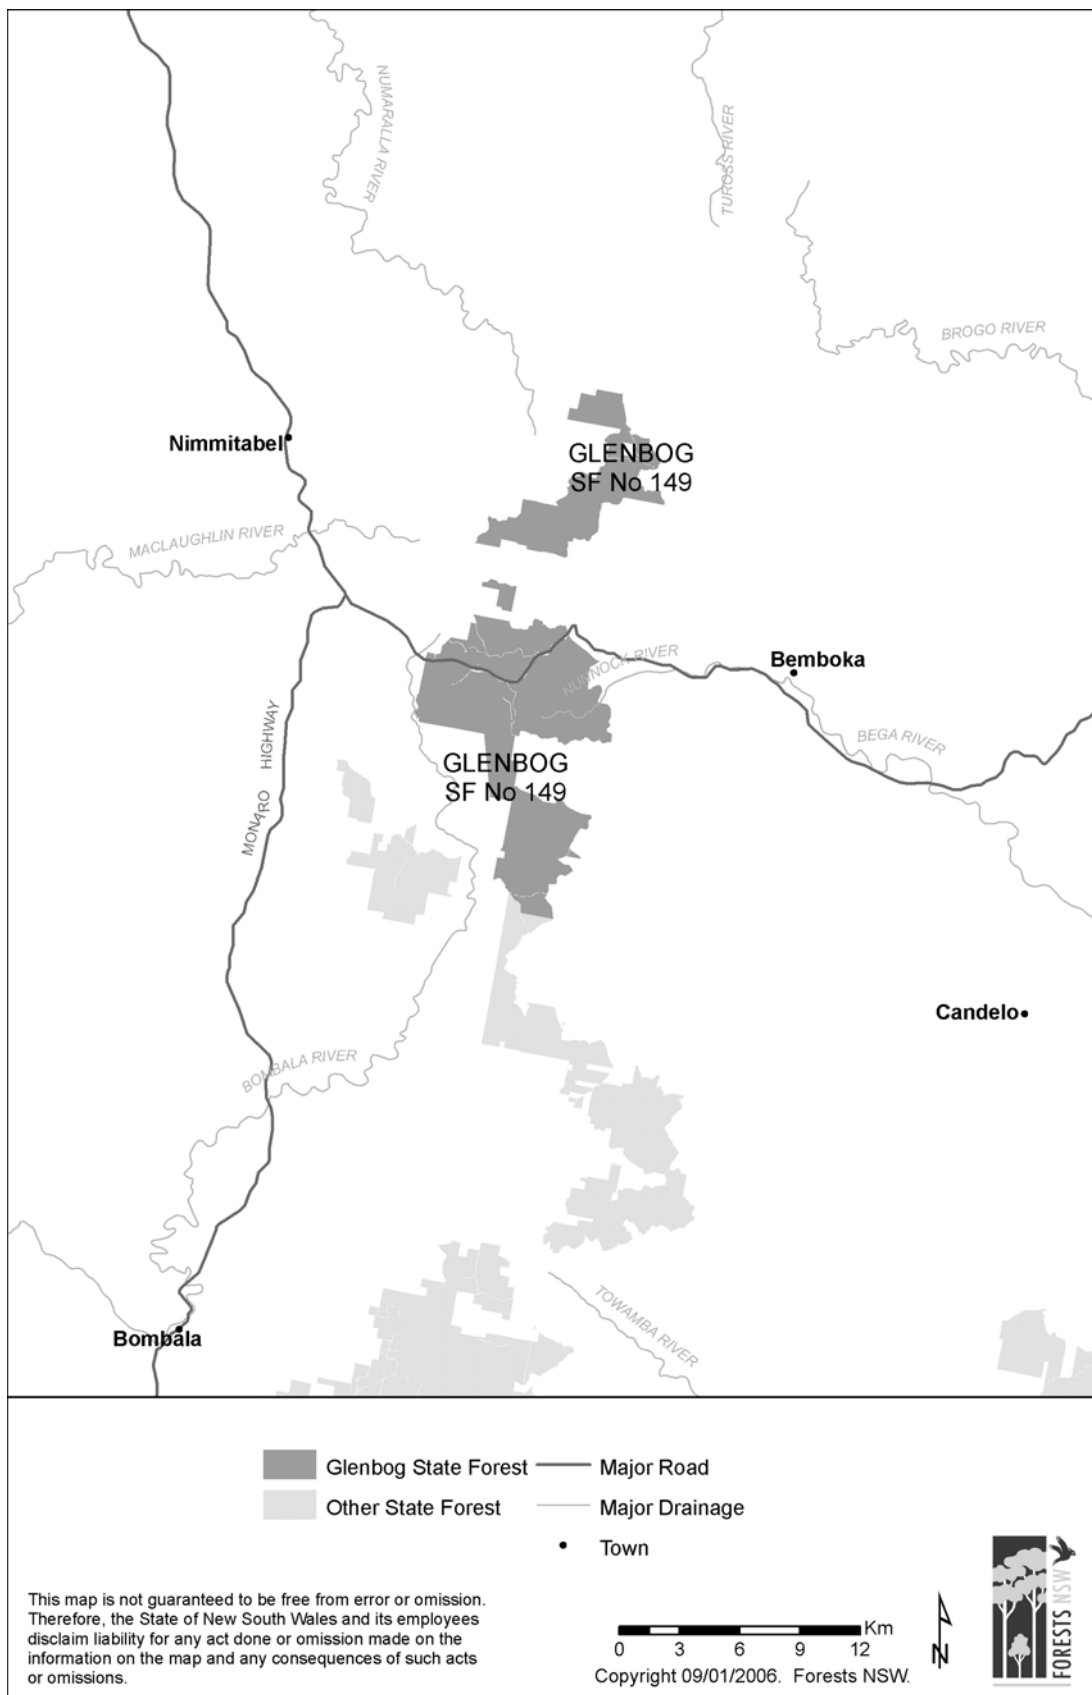 NUMARALLA RIVER
TUROSS RIVER
BROGO RIVER
Nimmitabel
GLENBOG
SF No 149
MACLAUGHLIN RIVER
NUNNOCK RIVER
Bemboka
MONARO HIGHWAY
BEGA RIVER
GLENBOG
SF No 149
Candelo
BOMBALA RIVER
TOWAMBA RIVER
Bombala
Glenbog State Forest
Major Road
Other State Forest
Major Drainage
Town
This map is not guaranteed to be free from error or omission.
Therefore, the State of New South Wales and its employees
disclaim liability for any act done or omission made on the
information on the map and any consequences of such acts
or omissions.
Km
0 3 6 9 12
Copyright 09/01/2006. Forests NSW.
N
FORESTS NSW